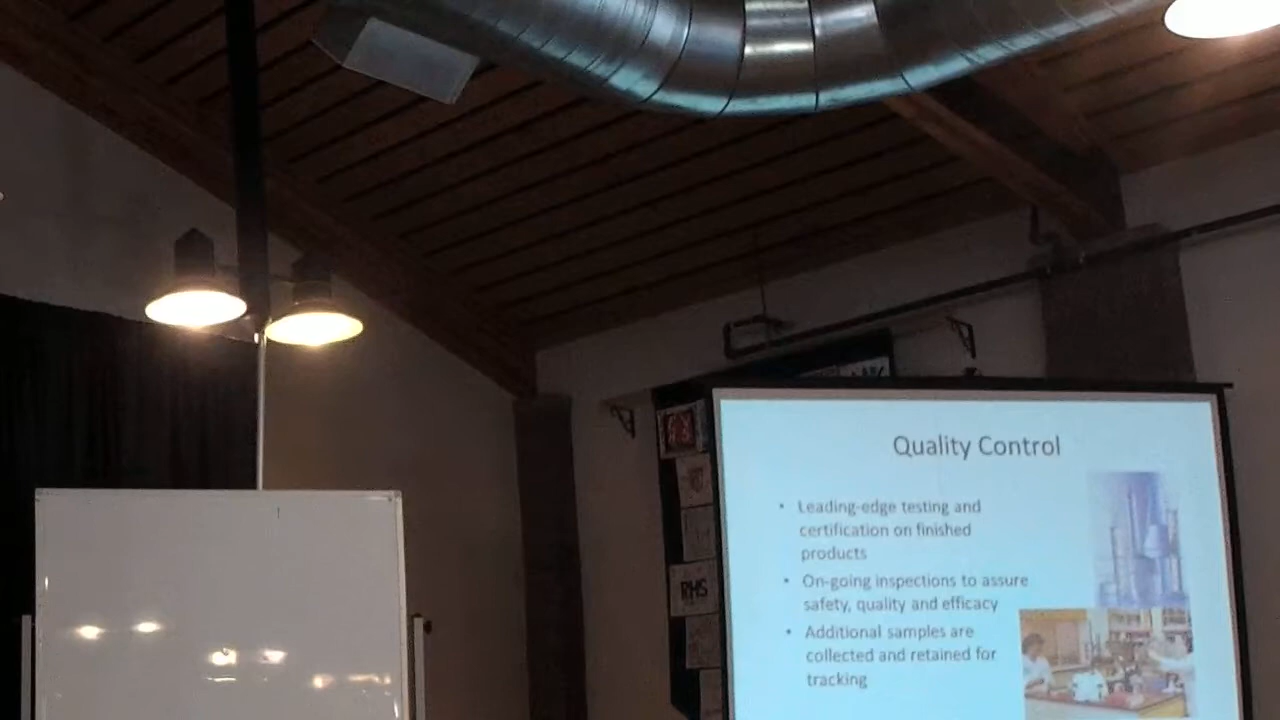 RHS
Quality Control
• Leading-edge testing and
certification on finished
products
• On-going inspections to assure
safety, quality and efficacy
• Additional samples are
collected and retained for
tracking